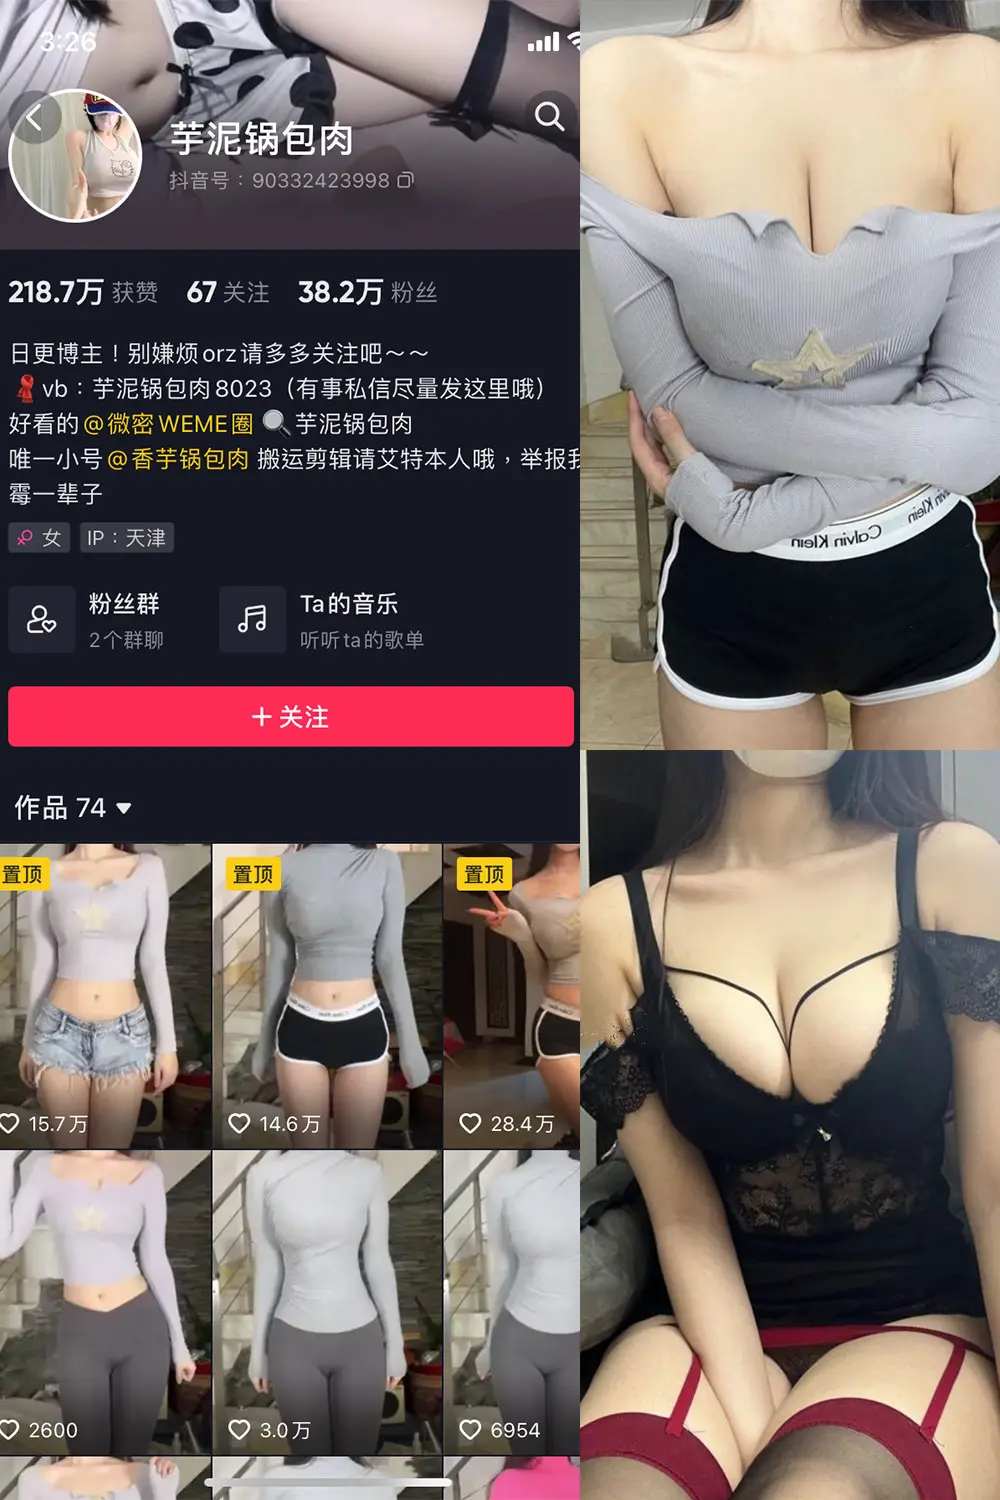 3:26
芋泥锅包肉
抖音号：90332423998
218.7万 获赞 67 关注 38.2万 粉丝
日更博主！别嫌烦orz请多多关注吧～～
vb：芋泥锅包肉8023（有事私信尽量发这里哦）
好看的@微密WEME圈 🔍芋泥锅包肉
唯一小号@香芋锅包肉 搬运剪辑请艾特本人哦，举报我
霉一辈子
女 IP：天津
粉丝群
2个群聊
Ta的音乐
听听ta的歌单
+ 关注
作品 74
置顶 置顶 置顶
15.7万 14.6万 28.4万
2600 3.0万 6954
Calvin Klein Calvin Klein